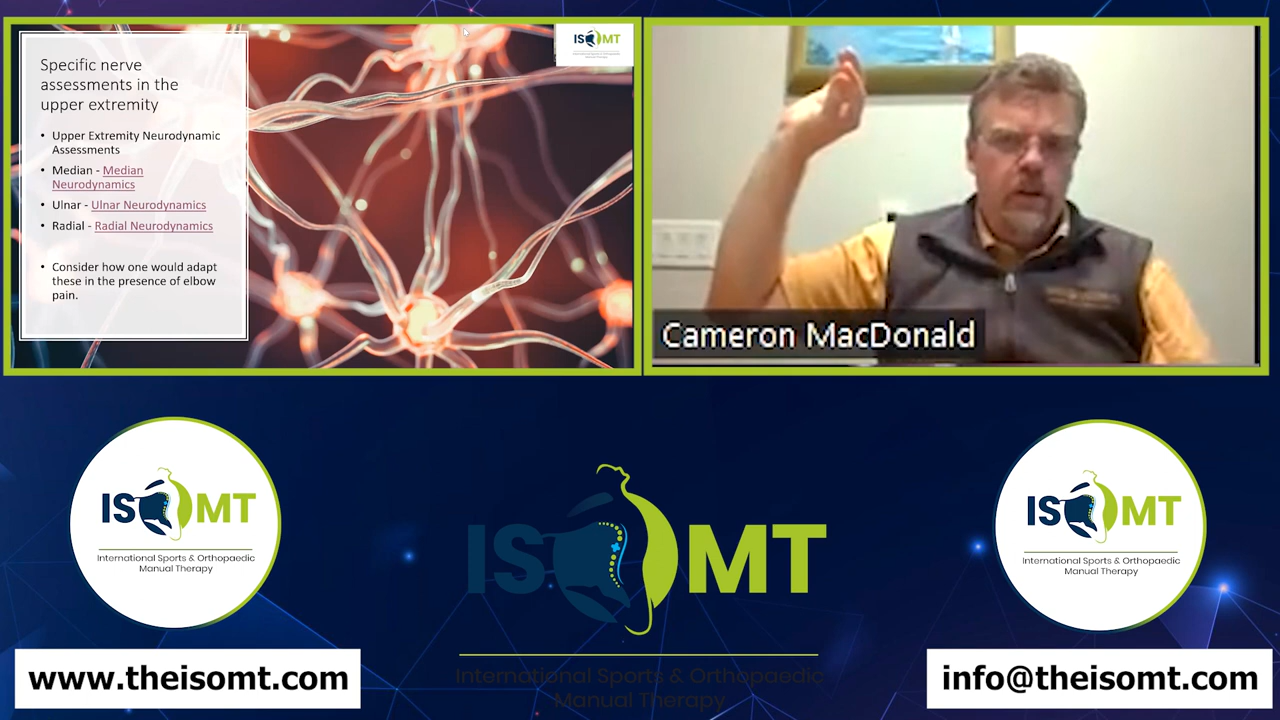 Specific nerve
assessments in the
upper extremity
• Upper Extremity Neurodynamic
Assessments
• Median - Median
Neurodynamics
• Ulnar - Ulnar Neurodynamics
• Radial - Radial Neurodynamics
• Consider how one would adapt
these in the presence of elbow
pain.
ISOMT
Cameron MacDonald
ISOMT
International Sports & Orthopaedic
Manual Therapy
ISOMT
International Sports & Orthopaedic
Manual Therapy
ISOMT
International Sports & Orthopaedic
Manual Therapy
www.theisomt.com
info@theisomt.com